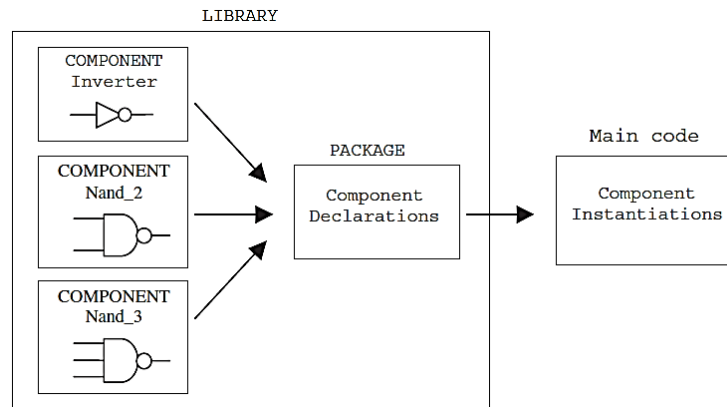 LIBRARY
COMPONENT
Inverter
COMPONENT
Nand_2
COMPONENT
Nand_3
PACKAGE
Component
Declarations
Main code
Component
Instantiations